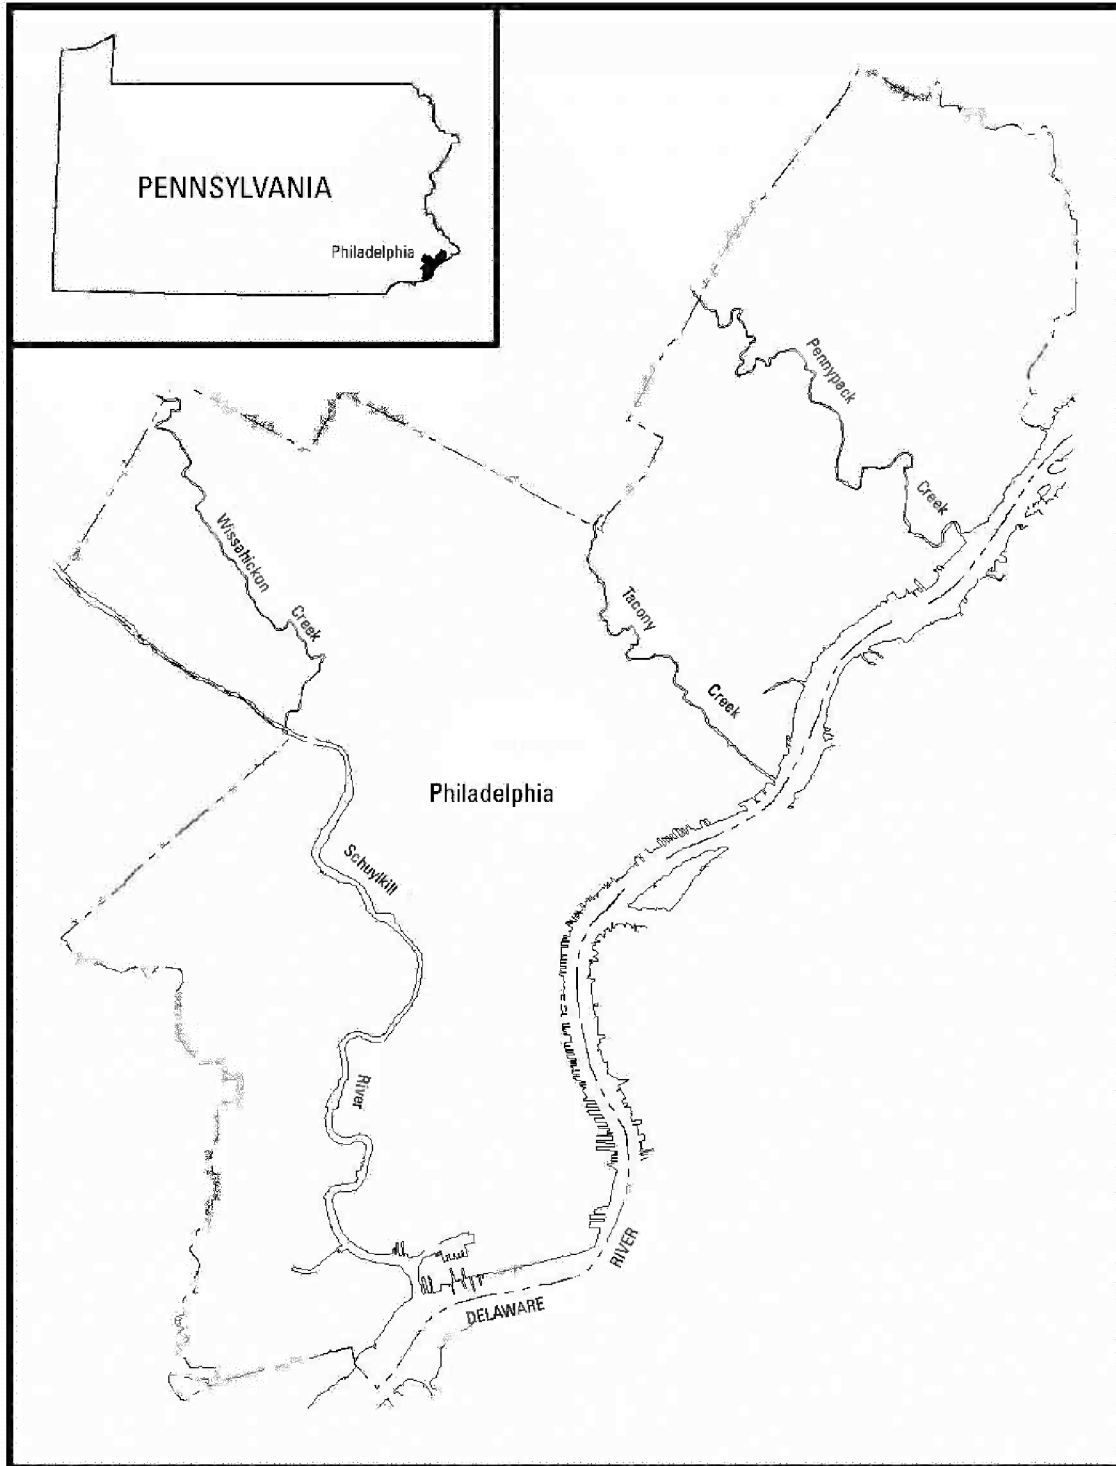 PENNSYLVANIA
Philadelphia
Pennypack
Creek
Wissahickon
Creek
Tacony
Creek
Philadelphia
Schuylkill
River
RIVER
DELAWARE